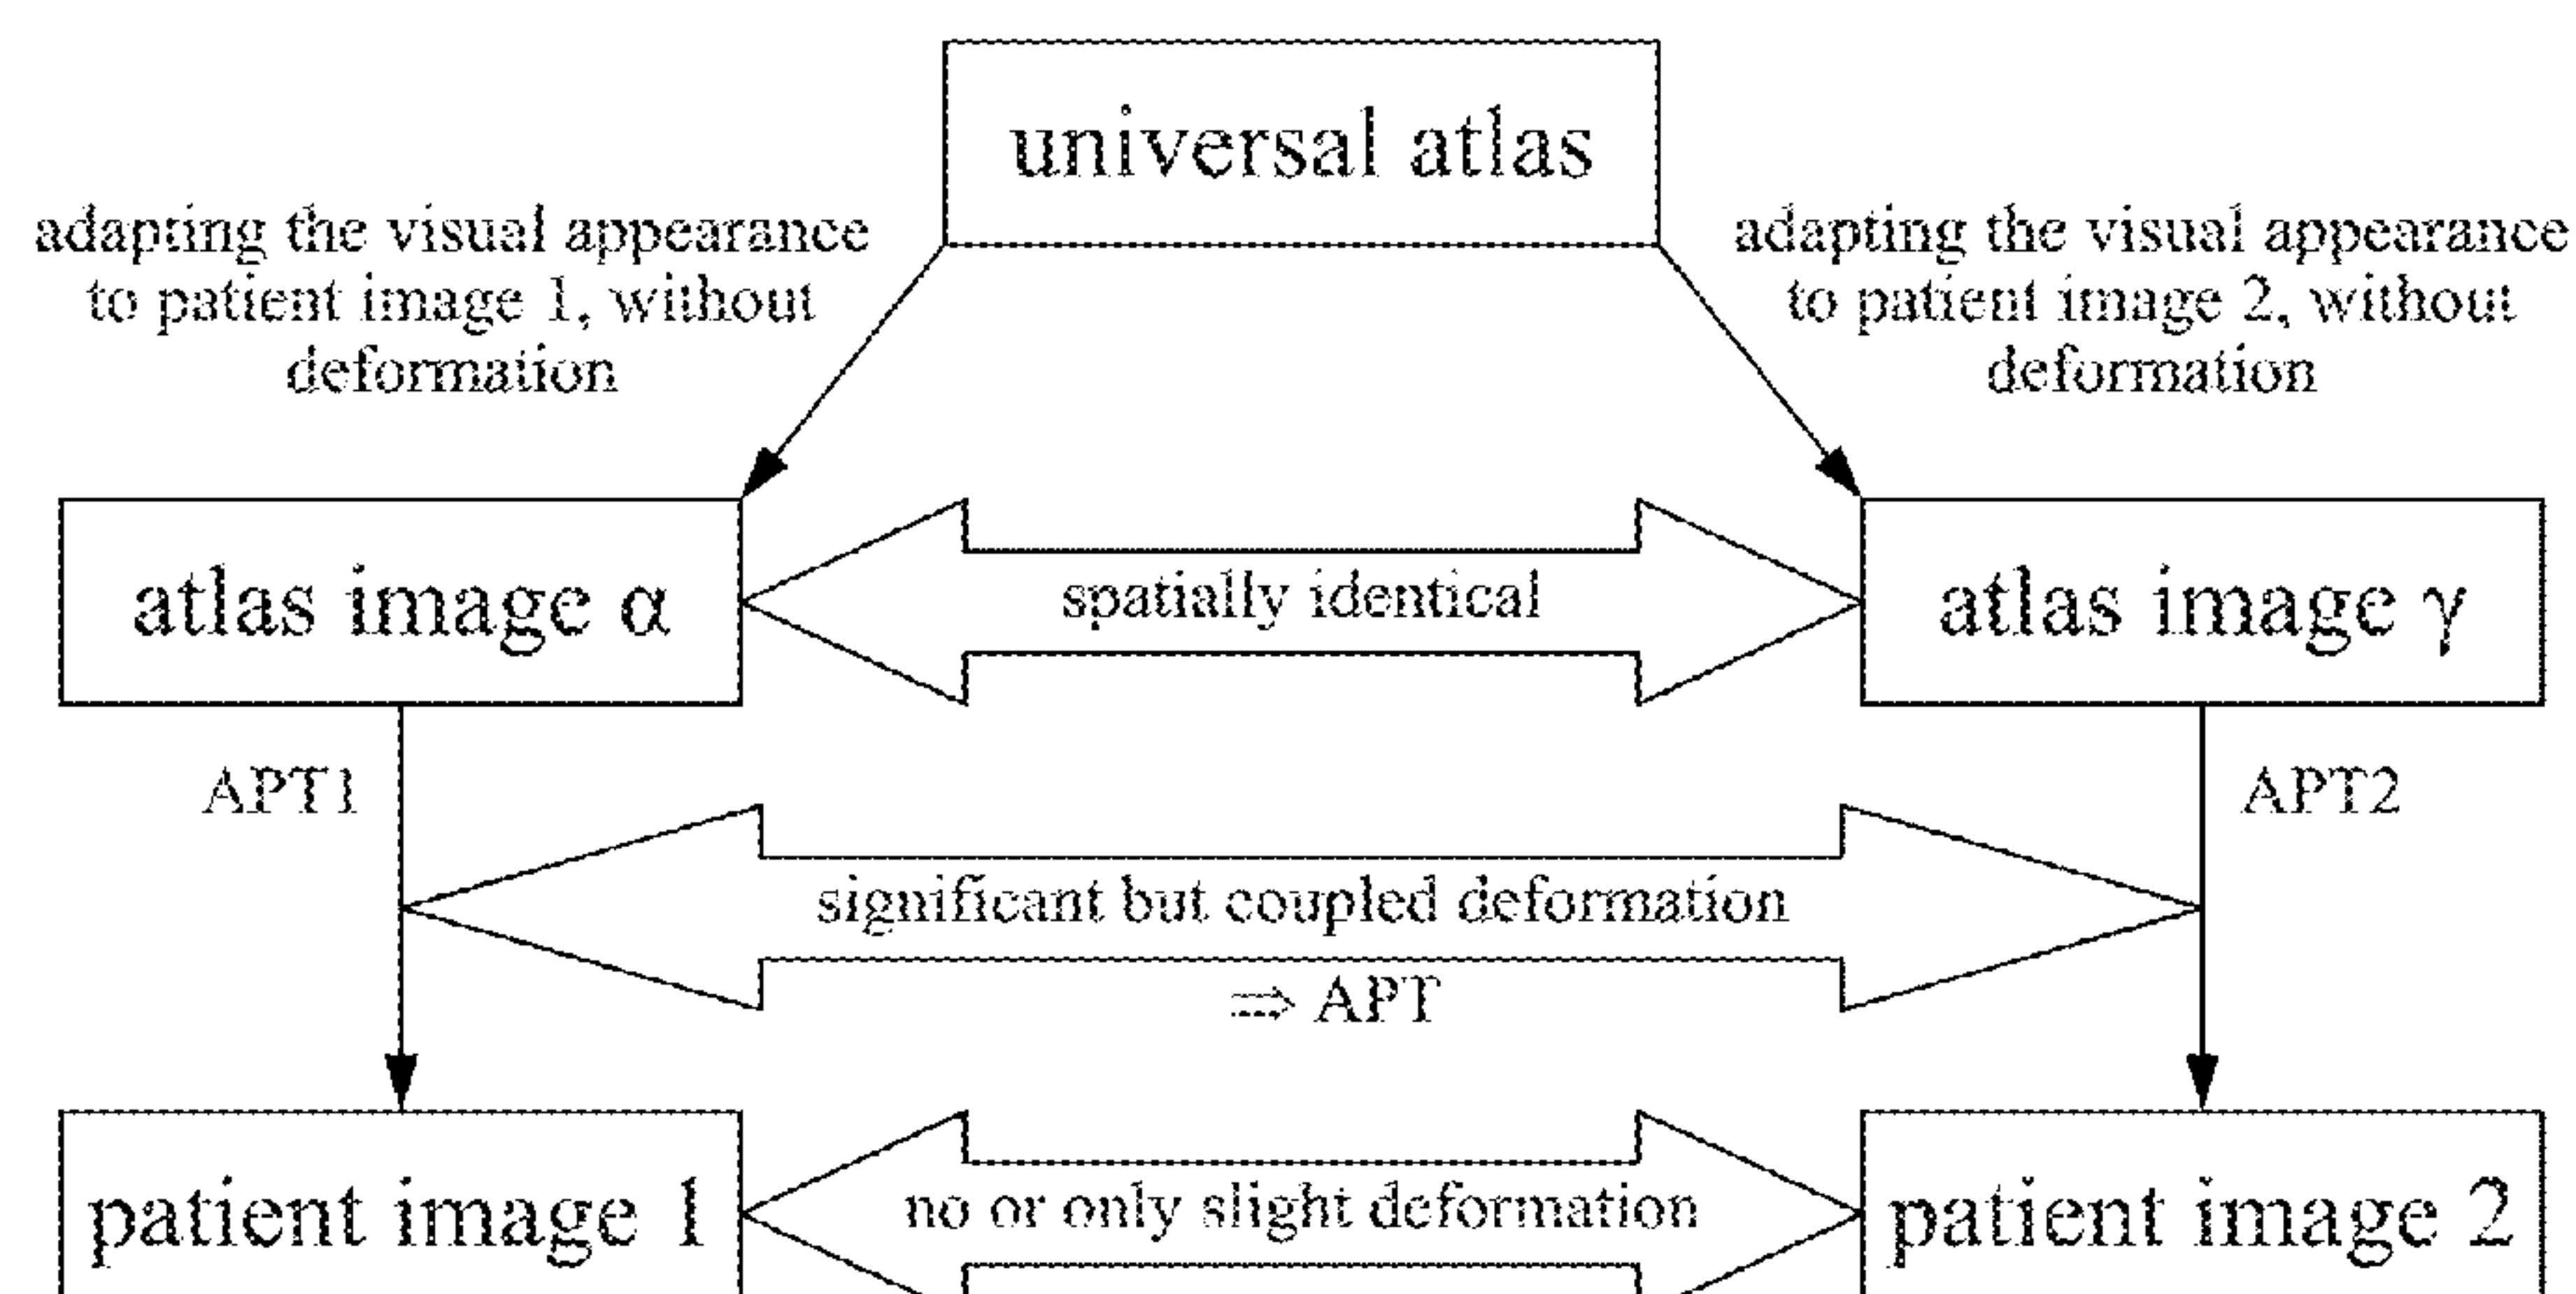 universal atlas
adapting the visual appearance
to patient image 1, without
deformation
adapting the visual appearance
to patient image 2, without
deformation
atlas image α
spatially identical
atlas image γ
APT1
APT2
significant but coupled deformation
⇒ APT
patient image 1
no or only slight deformation
patient image 2